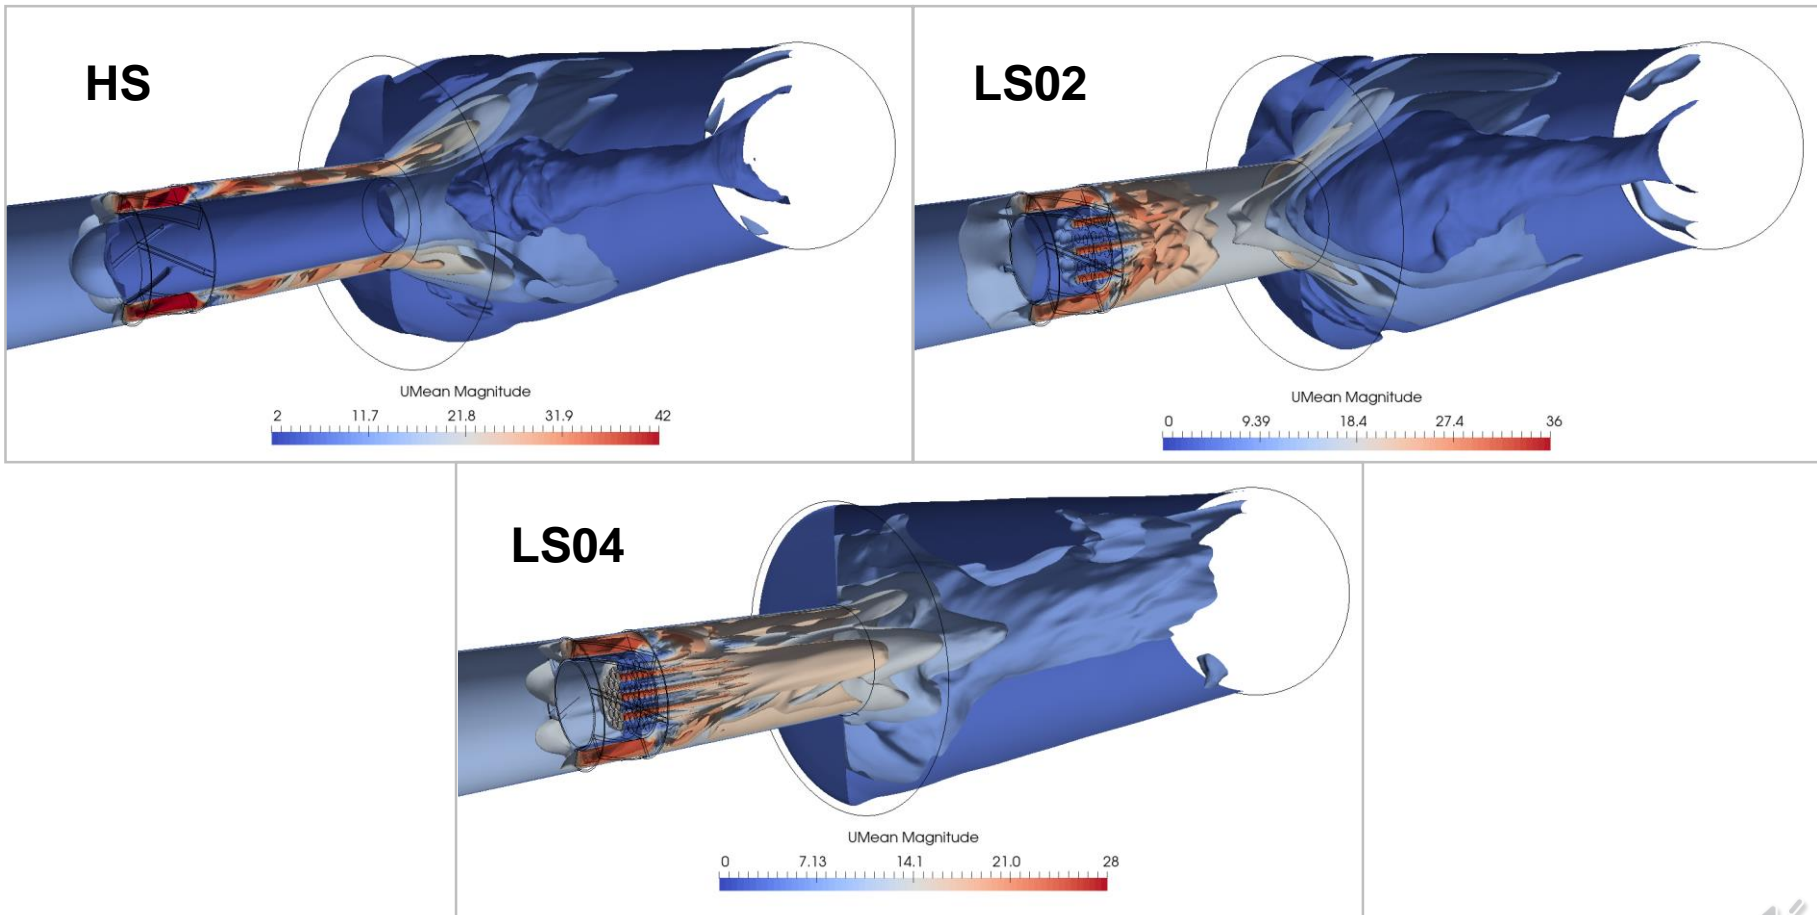 HS
UMean Magnitude
2 11.7 21.8 31.9 42
LS02
UMean Magnitude
0 9.39 18.4 27.4 36
LS04
UMean Magnitude
0 7.13 14.1 21.0 28